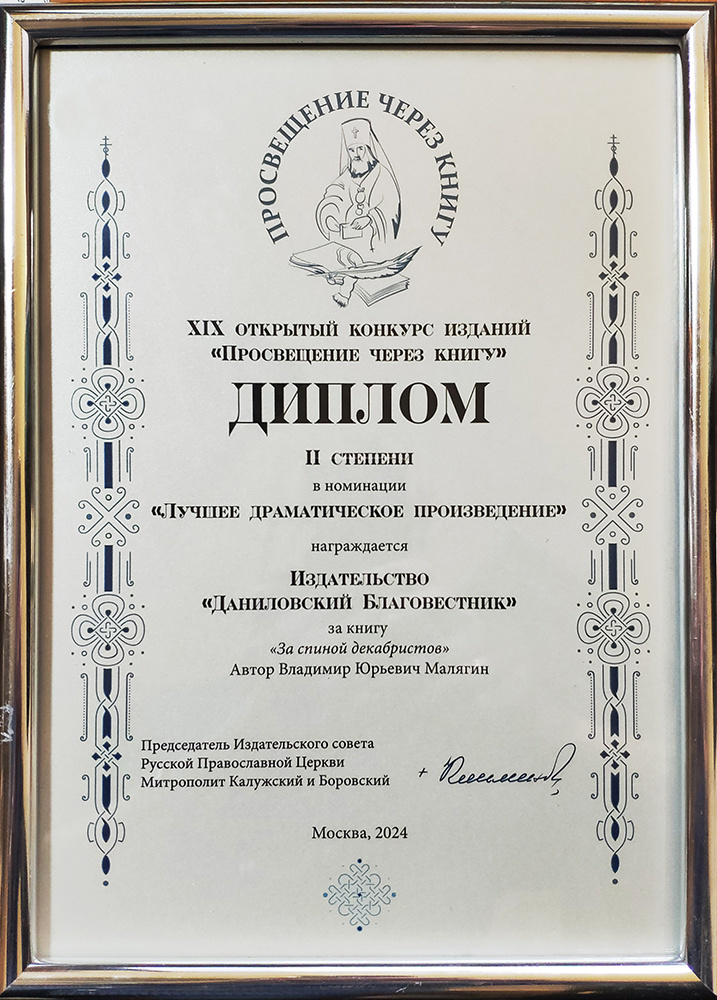 ПРОСВЕЩЕНИЕ ЧЕРЕЗ КНИГУ
XIX открытый конкурс изданий
«Просвещение через книгу»
ДИПЛОМ
II степени
в номинации
«Лучшее драматическое произведение»
награждается
Издательство
«Даниловский Благовестник»
за книгу
«За спиной декабристов»
Автор Владимир Юрьевич Малягин
Председатель Издательского совета
Русской Православной Церкви
Митрополит Калужский и Боровский
Москва, 2024